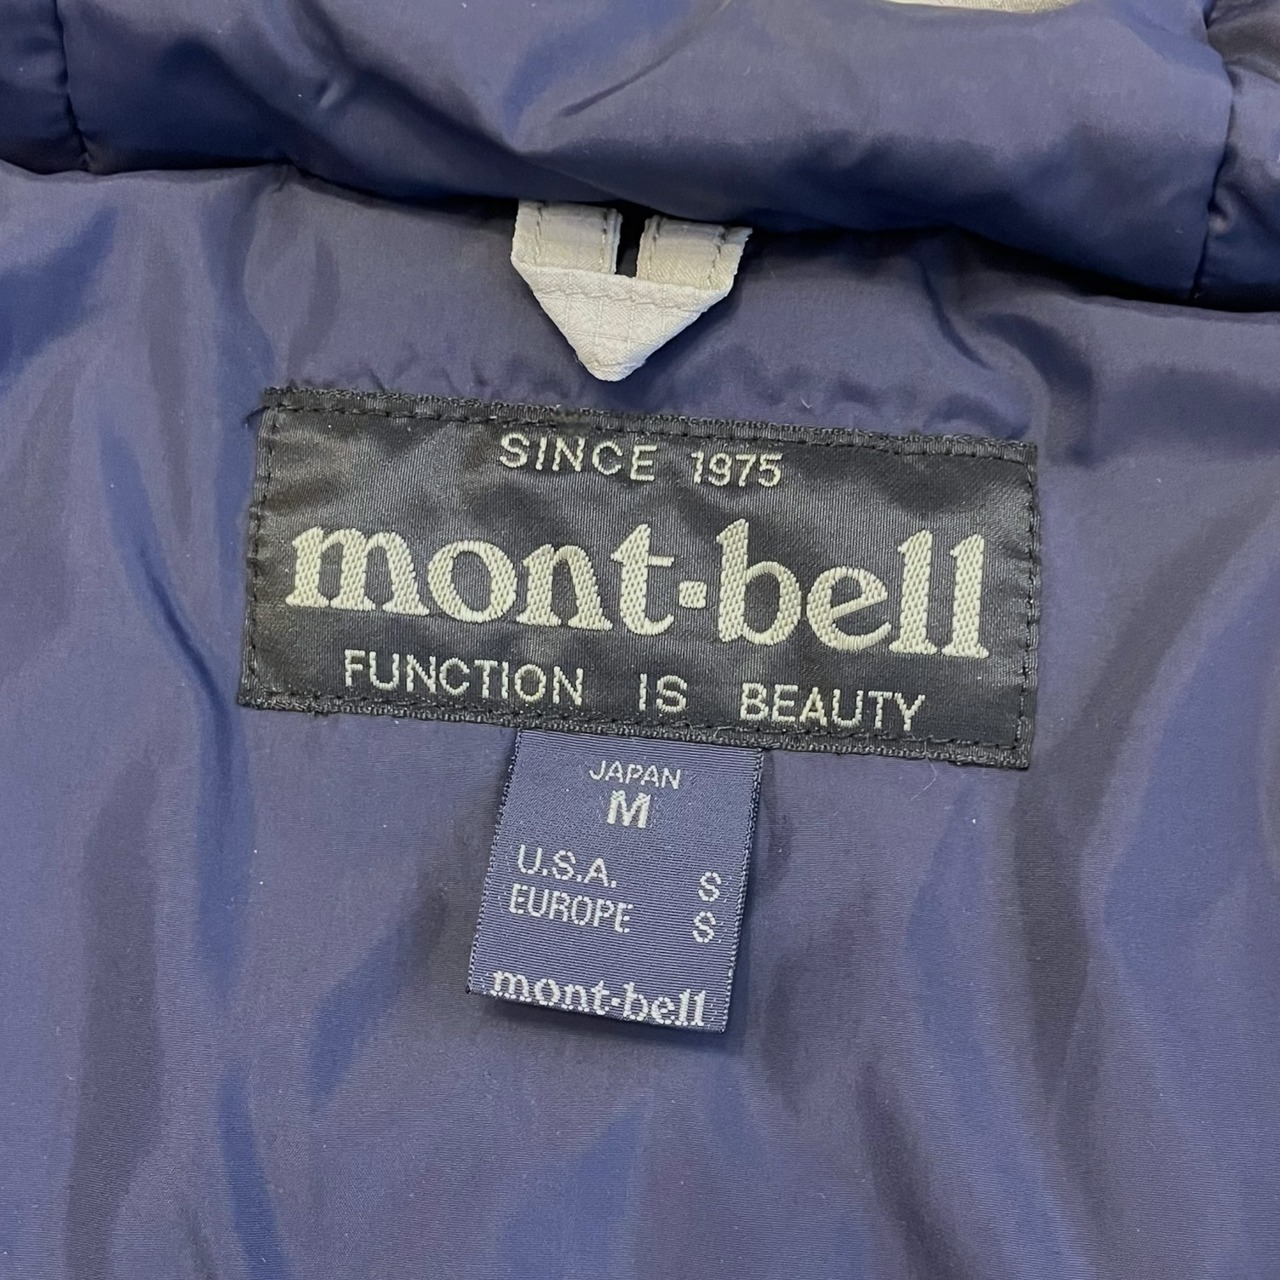 SINCE 1975
mont·bell
FUNCTION IS BEAUTY
JAPAN
M
U.S.A. S
EUROPE S
mont·bell